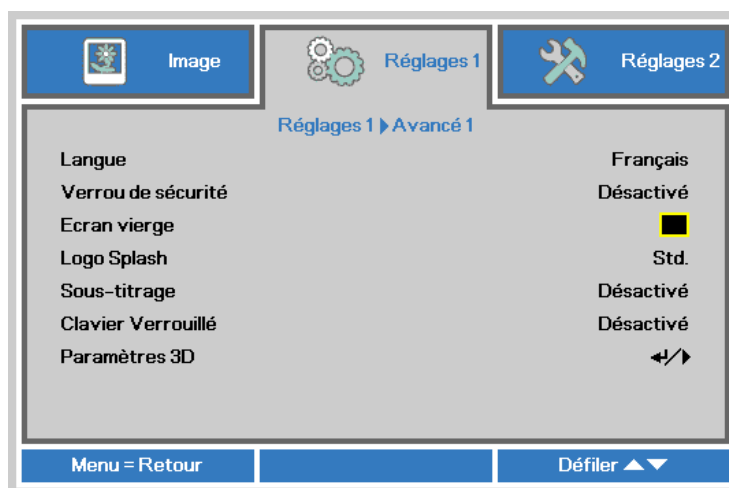 Image
Réglages 1
Réglages 2
Réglages 1 Avancé 1
Langue Français
Verrou de sécurité Désactivé
Ecran vierge
Logo Splash Std.
Sous-titrage Désactivé
Clavier Verrouillé Désactivé
Paramètres 3D
Menu = Retour
Défiler